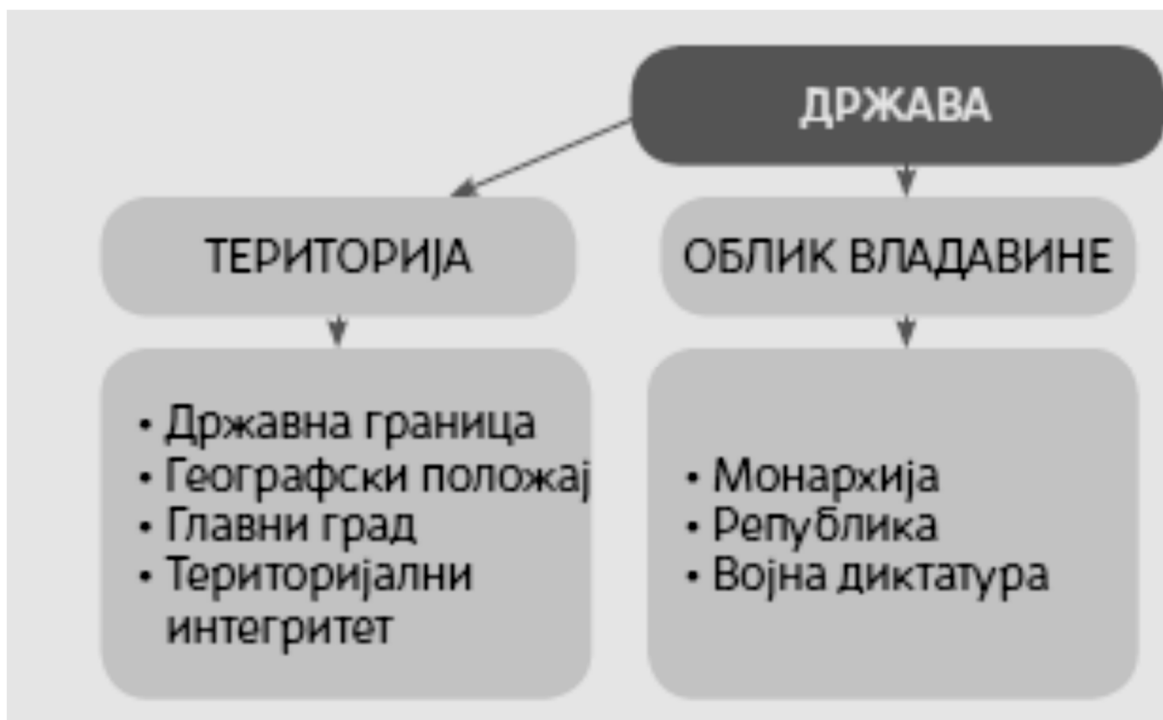 ДРЖАВА
ТЕРИТОРИЈА
• Државна граница
• Географски положај
• Главни град
• Територијални
интегритет
ОБЛИК ВЛАДАВИНЕ
• Монархија
• Република
• Војна диктатура